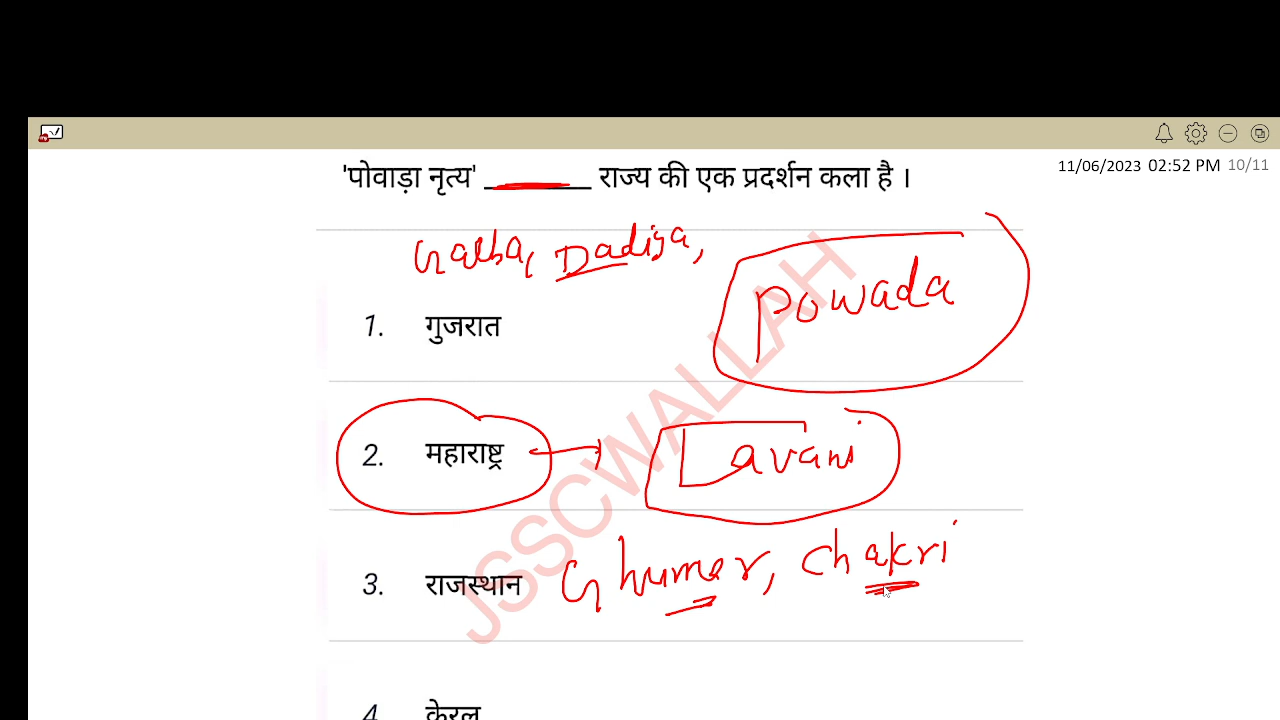 11/06/2023 02:52 PM 10/11
'पोवाड़ा नृत्य' ________ राज्य की एक प्रदर्शन कला है ।
Garba, Dadiya,
Powada
1. गुजरात
2. महाराष्ट्र
Lavani
3. राजस्थान
Ghumer, Chakri
4. केरल
JSSCWALLAH